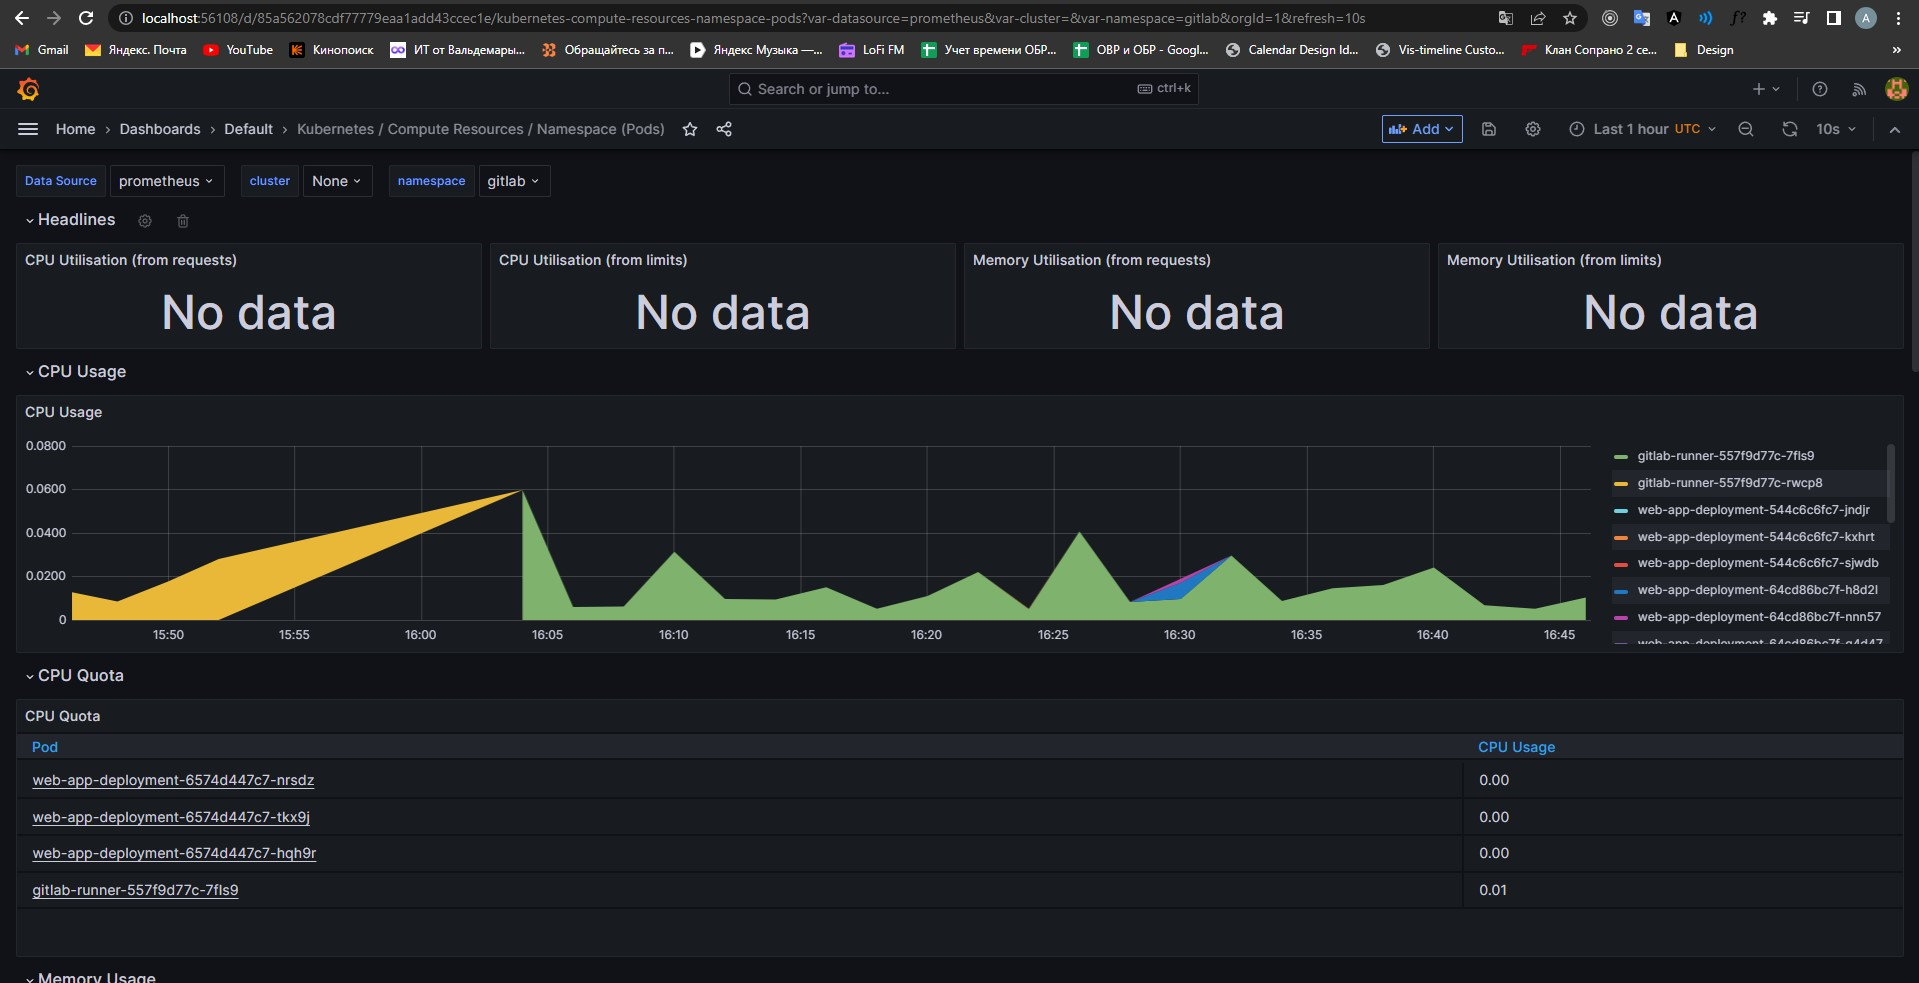 localhost:56108/d/85a562078cdf77779eaa1add43ccec1e/kubernetes-compute-resources-namespace-pods?var-datasource=prometheus&var-cluster=&var-namespace=gitlab&orgId=1&refresh=10s
Gmail Яндекс. Почта YouTube Кинопоиск ИТ от Вальдемары... Обращайтесь за п... Яндекс Музыка —... LoFi FM Учет времени ОБР... ОВР и ОБР - Googl... Calendar Design Id... Vis-timeline Custo... Клан Сопрано 2 се... Design »
Search or jump to... ctrl+k
Home › Dashboards › Default › Kubernetes / Compute Resources / Namespace (Pods) Add Last 1 hour UTC 10s
Data Source prometheus cluster None namespace gitlab
Headlines
CPU Utilisation (from requests) CPU Utilisation (from limits) Memory Utilisation (from requests) Memory Utilisation (from limits)
No data No data No data No data
CPU Usage
CPU Usage
0.0800
0.0600
0.0400
0.0200
0
15:50 15:55 16:00 16:05 16:10 16:15 16:20 16:25 16:30 16:35 16:40 16:45
gitlab-runner-557f9d77c-7fls9
gitlab-runner-557f9d77c-rwcp8
web-app-deployment-544c6c6fc7-jndjr
web-app-deployment-544c6c6fc7-kxhrt
web-app-deployment-544c6c6fc7-sjwdb
web-app-deployment-64cd86bc7f-h8d2l
web-app-deployment-64cd86bc7f-nnn57
web-app-deployment-64cd86bc7f-q4d47
CPU Quota
CPU Quota
Pod CPU Usage
web-app-deployment-6574d447c7-nrsdz 0.00
web-app-deployment-6574d447c7-tkx9j 0.00
web-app-deployment-6574d447c7-hqh9r 0.00
gitlab-runner-557f9d77c-7fls9 0.01
Memory Usage